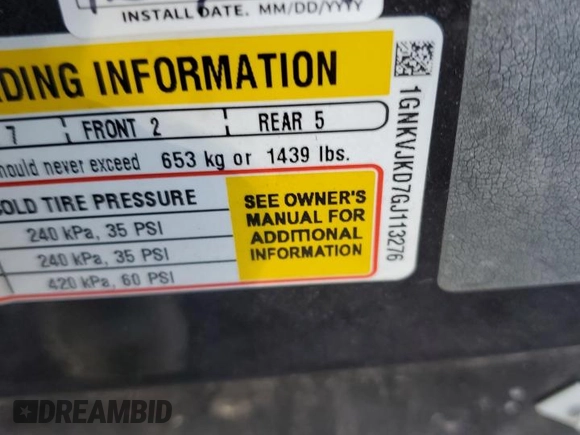 INSTALL DATE. MM/DD/YYYY
DING INFORMATION
7 FRONT 2 REAR 5
hould never exceed 653 kg or 1439 lbs.
OLD TIRE PRESSURE
240 kPa, 35 PSI
240 kPa, 35 PSI
420 kPa, 60 PSI
SEE OWNER'S
MANUAL FOR
ADDITIONAL
INFORMATION
1GNKVJKD7GJ113276
DREAMBID